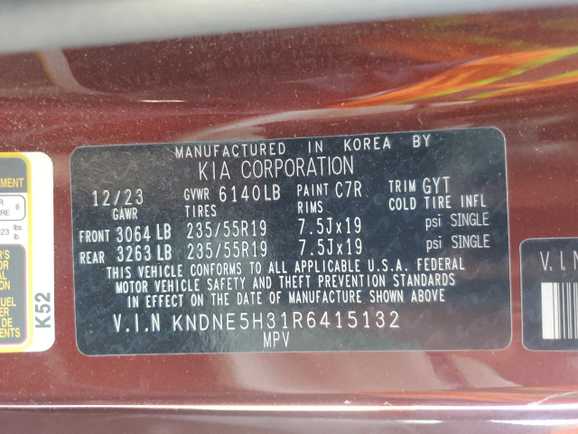 MANUFACTURED IN KOREA BY
KIA CORPORATION
12/23 GVWR 6140LB PAINT C7R TRIM GYT
GAWR TIRES RIMS COLD TIRE INFL
FRONT 3064 LB 235/55R19 7.5Jx19 psi SINGLE
REAR 3263 LB 235/55R19 7.5Jx19 psi SINGLE
THIS VEHICLE CONFORMS TO ALL APPLICABLE U.S.A. FEDERAL
MOTOR VEHICLE SAFETY AND THEFT PREVENTION STANDARDS
IN EFFECT ON THE DATE OF MANUFACTURE SHOWN ABOVE
V.I.N KNDNE5H31R6415132
MPV
K52
V.I.N